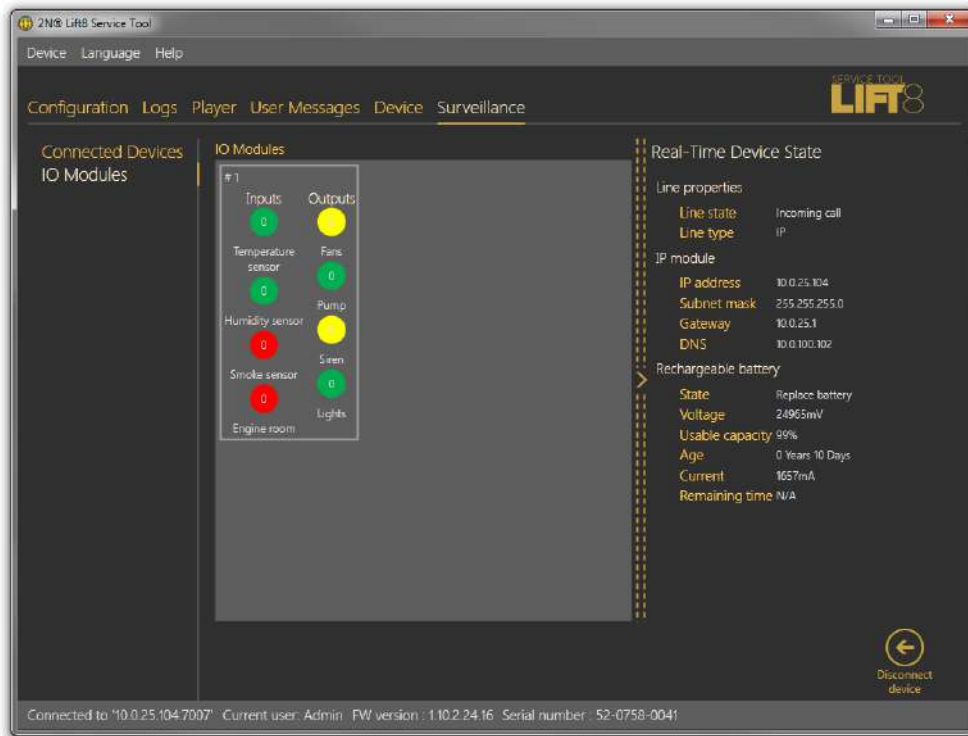 2N® Lift8 Service Tool
Device Language Help
SERVICE TOOL
LIFT8
Configuration Logs Player User Messages Device Surveillance
Connected Devices
IO Modules
IO Modules
#1
Inputs Outputs
0
Temperature sensor
Fans
0
0
Humidity sensor
Pump
0
Smoke sensor
Siren
0
0
Engine room
Lights
Real-Time Device State
Line properties
Line state Incoming call
Line type IP
IP module
IP address 10.0.25.104
Subnet mask 255.255.255.0
Gateway 10.0.25.1
DNS 10.0.100.102
Rechargeable battery
State Replace battery
Voltage 24965mV
Usable capacity 99%
Age 0 Years 10 Days
Current 1657mA
Remaining time N/A
Disconnect
device
Connected to '10.0.25.104:7007' Current user: Admin FW version : 1.10.2.24.16 Serial number : 52-0758-0041